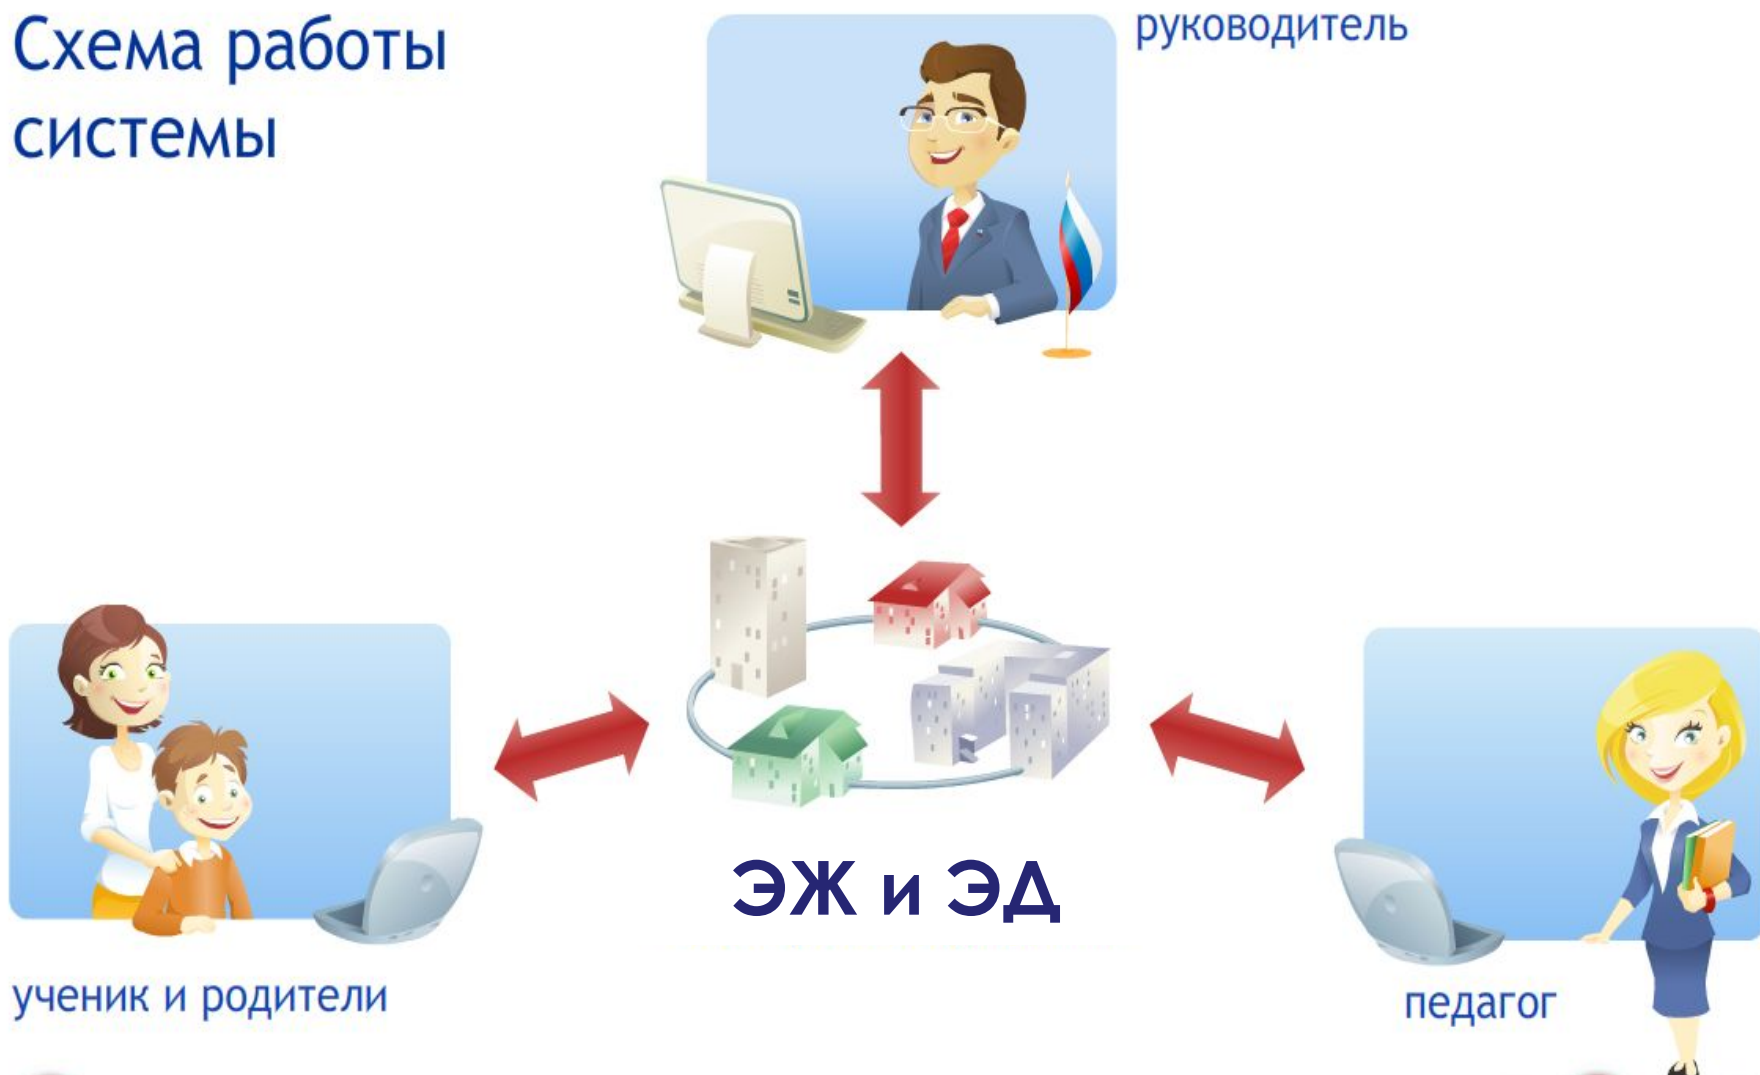 Схема работы
системы
руководитель
ЭЖ и ЭД
ученик и родители
педагог